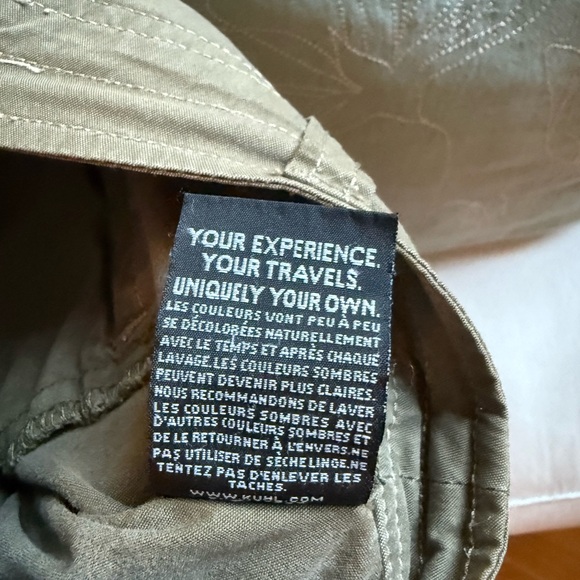 YOUR EXPERIENCE.
YOUR TRAVELS.
UNIQUELY YOUR OWN.
LES COULEURS VONT PEU À PEU
SE DÉCOLORÉES NATURELLEMENT
AVEC LE TEMPS ET APRÉS CHAQUE
LAVAGE.LES COULEURS SOMBRES
PEUVENT DEVENIR PLUS CLAIRES.
NOUS RECOMMANDONS DE LAVER
LES COULEURS SOMBRES AVEC
D'AUTRES COULEURS SOMBRES ET
DE LE RETOURNER À L'ENVERS.NE
PAS UTILISER DE SÈCHELINGE.NE
TENTEZ PAS D'ENLEVER LES
TACHES.
WWW.KUHL.COM